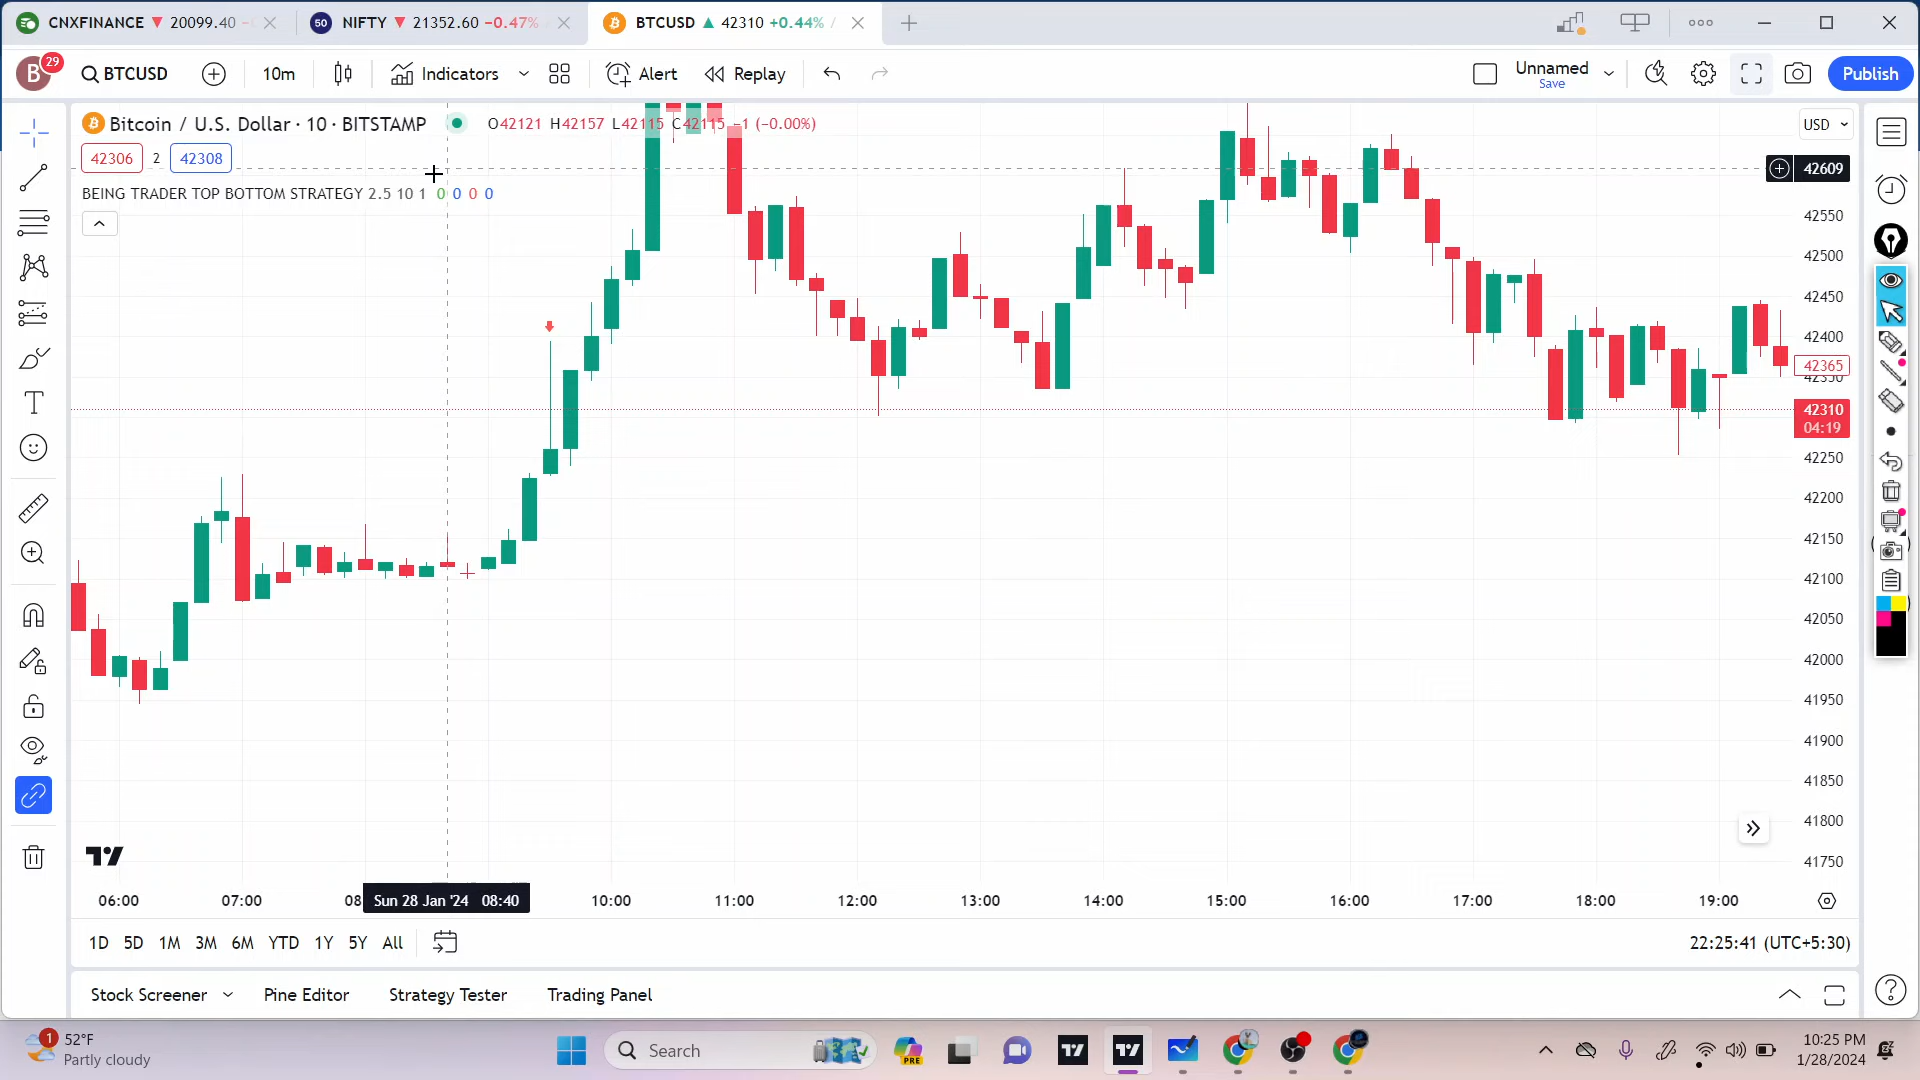 CNXFINANCE ▼ 20099.40 −
50 NIFTY ▼ 21352.60 −0.47%
BTCUSD ▲ 42310 +0.44% /
B 29
BTCUSD
10m
Indicators
Alert
Replay
Unnamed
Save
Publish
Bitcoin / U.S. Dollar · 10 · BITSTAMP
O42121 H42157 L42115 C42115 −1 (−0.00%)
USD
42306 2 42308
42609
BEING TRADER TOP BOTTOM STRATEGY 2.5 10 1 0 0 0 0
42550
42500
42450
42400
42365
42350
42310
04:19
42250
42200
42150
42100
42050
42000
41950
41900
41850
41800
41750
06:00 07:00 08 Sun 28 Jan '24 08:40 10:00 11:00 12:00 13:00 14:00 15:00 16:00 17:00 18:00 19:00
1D 5D 1M 3M 6M YTD 1Y 5Y All
22:25:41 (UTC+5:30)
Stock Screener Pine Editor Strategy Tester Trading Panel
1
52°F
Partly cloudy
Search
PRE
10:25 PM
1/28/2024